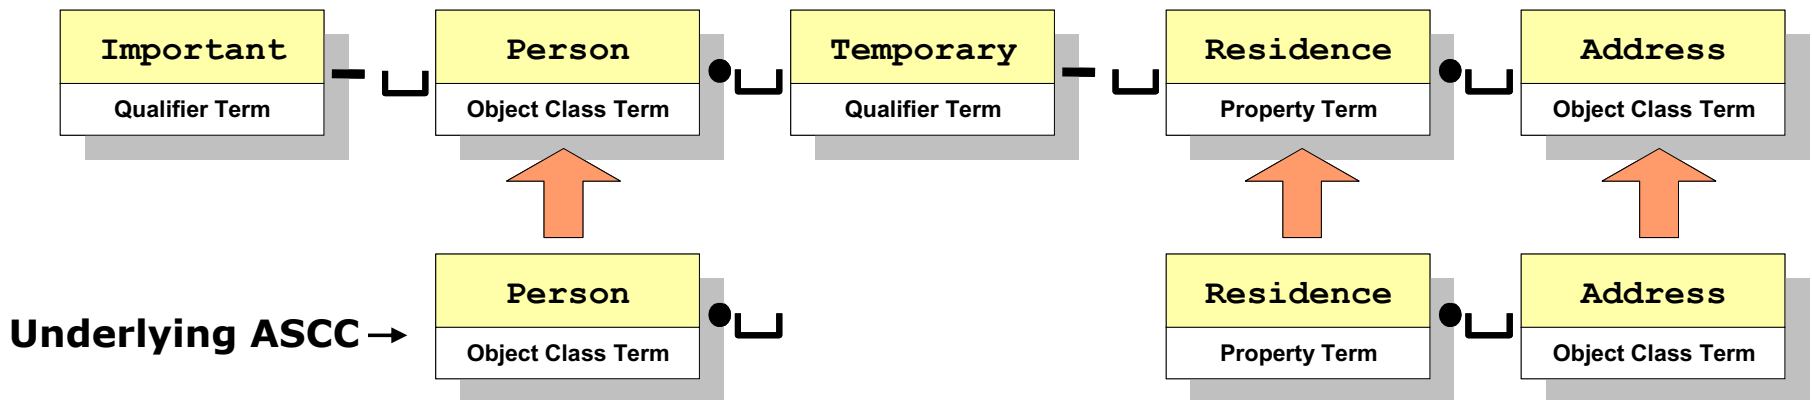 Important Person Temporary Residence Address
Qualifier Term Object Class Term Qualifier Term Property Term Object Class Term
Person Residence Address
Underlying ASCC →
Object Class Term Property Term Object Class Term